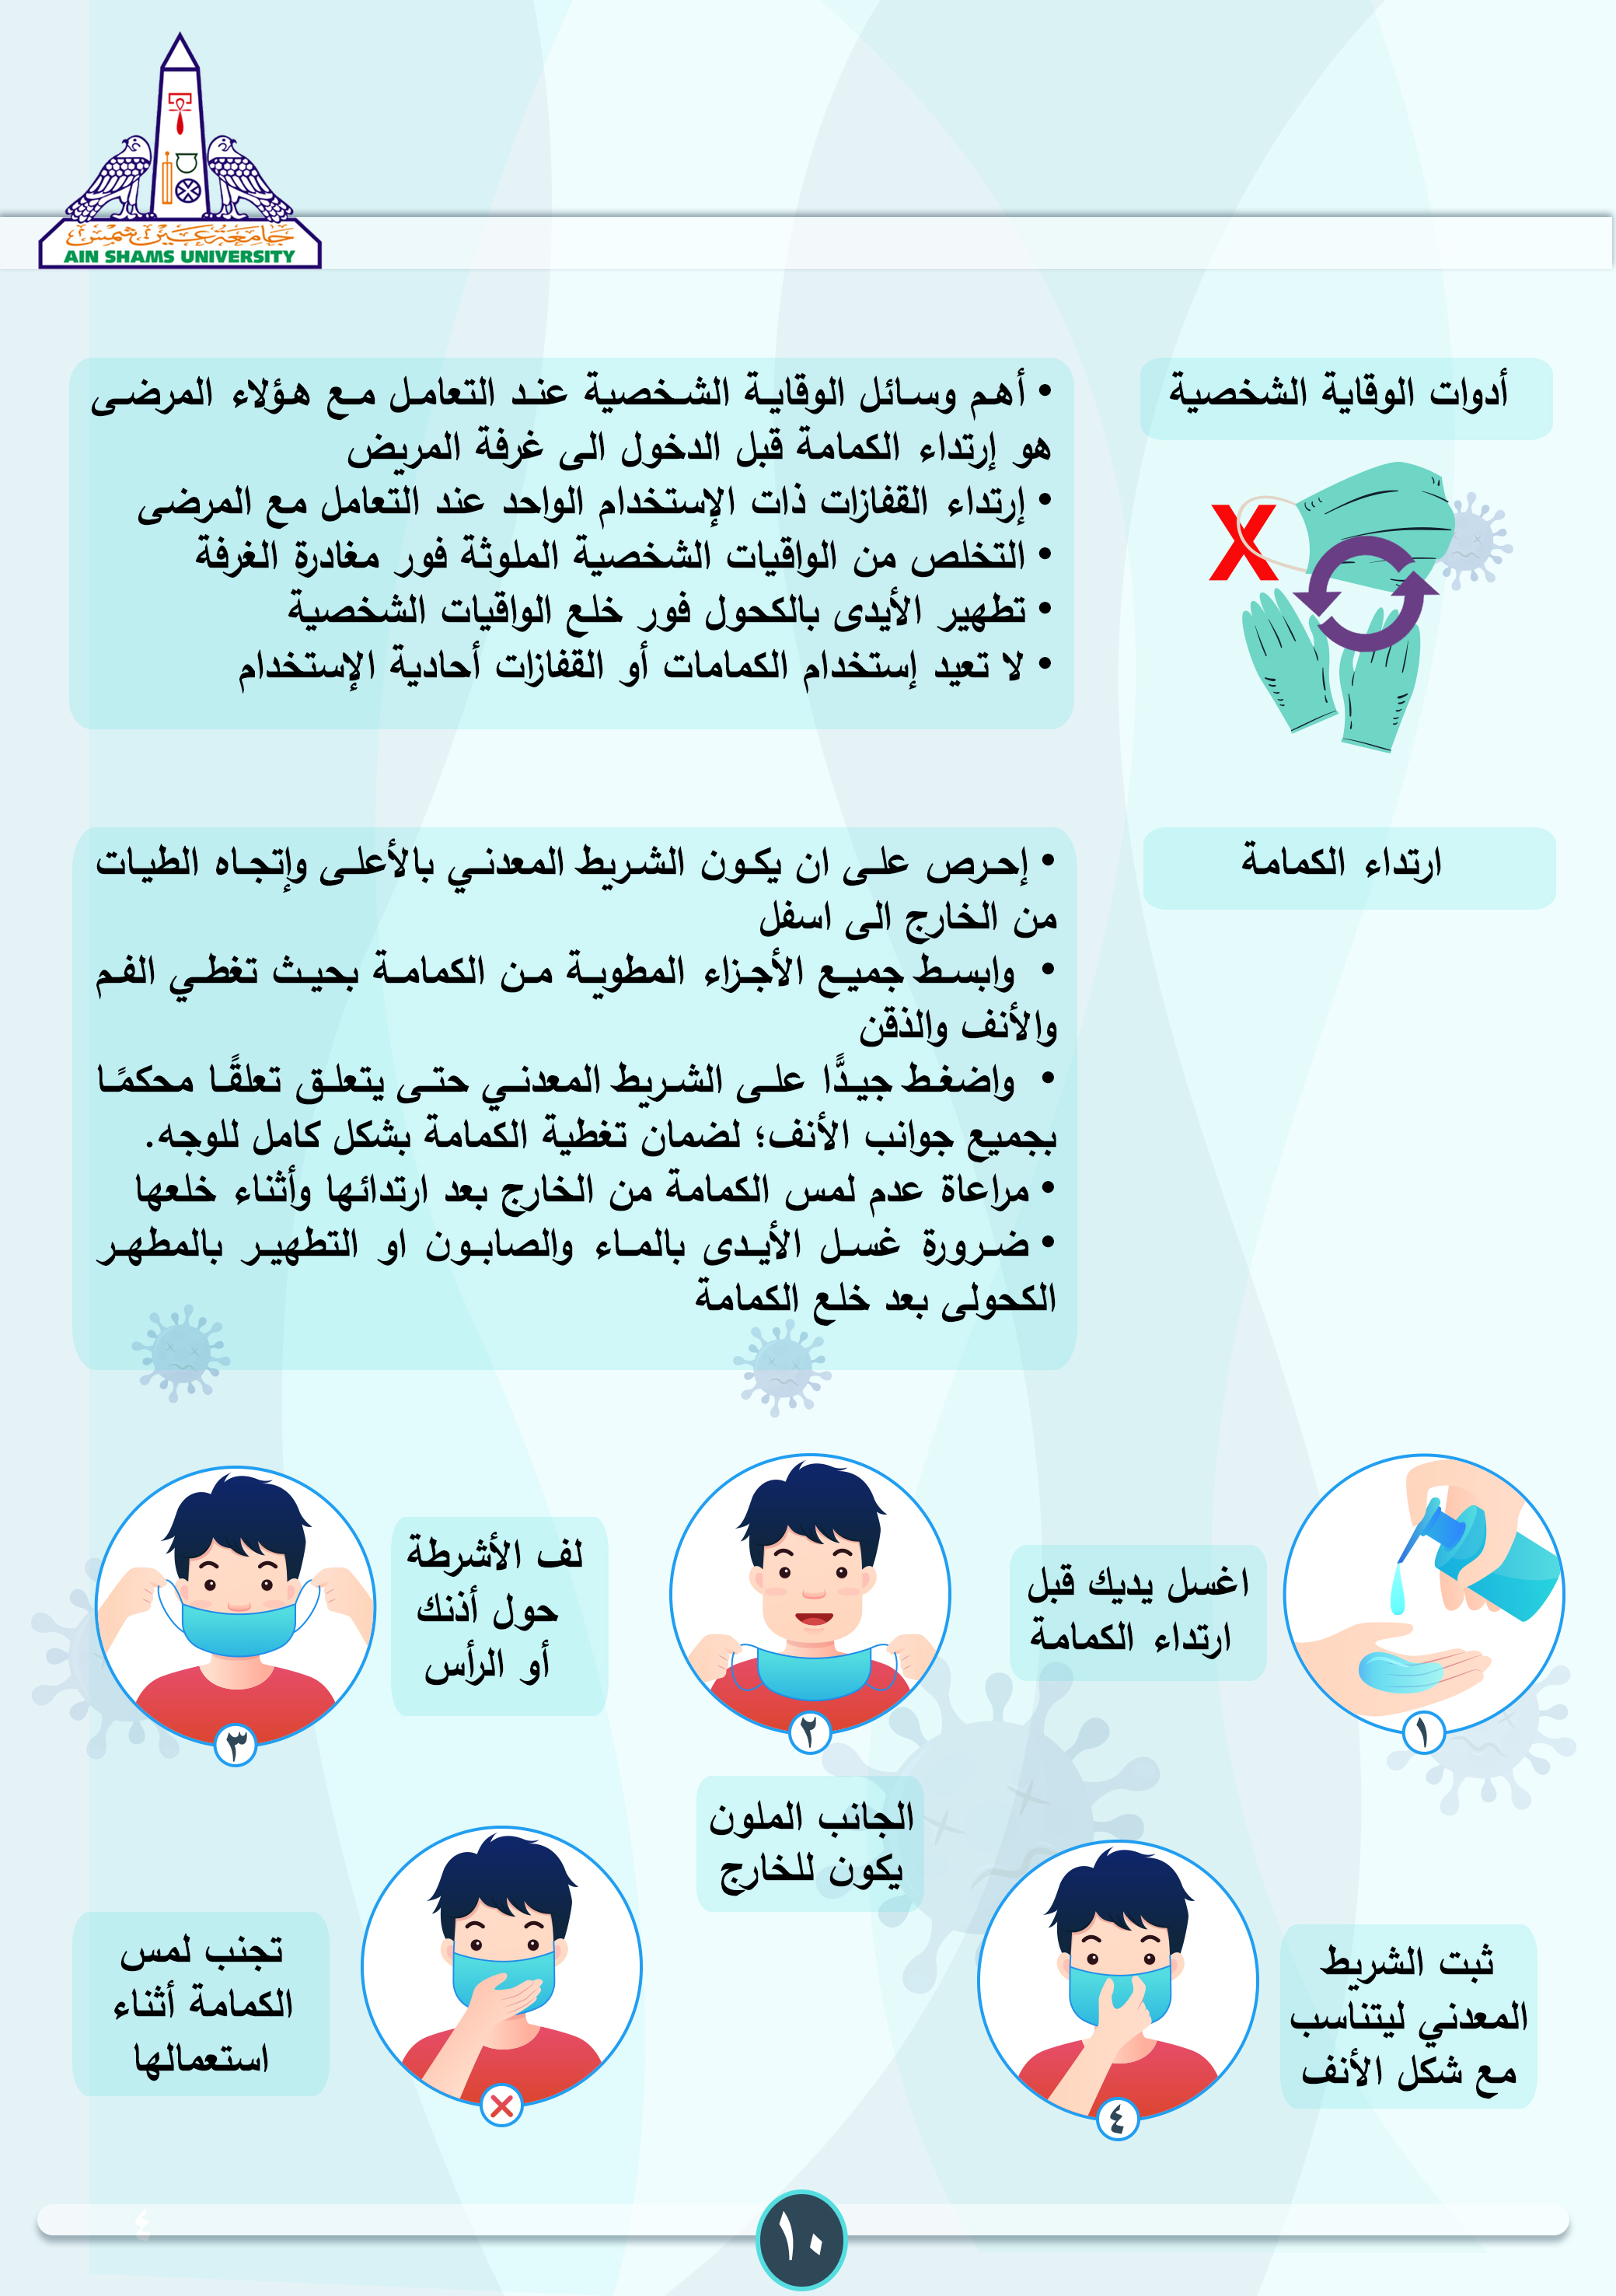 جامعة عين شمس
AIN SHAMS UNIVERSITY
أدوات الوقاية الشخصية
• أهم وسائل الوقاية الشخصية عند التعامل مع هؤلاء المرضى
هو إرتداء الكمامة قبل الدخول الى غرفة المريض
• إرتداء القفازات ذات الإستخدام الواحد عند التعامل مع المرضى
• التخلص من الواقيات الشخصية الملوثة فور مغادرة الغرفة
• تطهير الأيدى بالكحول فور خلع الواقيات الشخصية
• لا تعيد إستخدام الكمامات أو القفازات أحادية الإستخدام
X
ارتداء الكمامة
• إحرص على ان يكون الشريط المعدني بالأعلى وإتجاه الطيات
من الخارج الى اسفل
• وابسط جميع الأجزاء المطوية من الكمامة بحيث تغطي الفم
والأنف والذقن
• واضغط جيدًّا على الشريط المعدني حتى يتعلق تعلقًا محكمًا
بجميع جوانب الأنف؛ لضمان تغطية الكمامة بشكل كامل للوجه.
• مراعاة عدم لمس الكمامة من الخارج بعد ارتدائها وأثناء خلعها
• ضرورة غسل الأيدى بالماء والصابون او التطهير بالمطهر
الكحولى بعد خلع الكمامة
اغسل يديك قبل
ارتداء الكمامة
١
٢
الجانب الملون
يكون للخارج
لف الأشرطة
حول أذنك
أو الرأس
٣
ثبت الشريط
المعدني ليتناسب
مع شكل الأنف
٤
تجنب لمس
الكمامة أثناء
استعمالها
٤
١٠